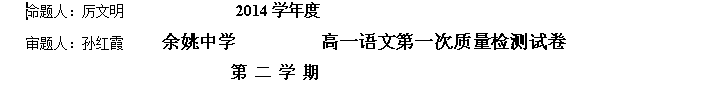 命题人：厉文明 2014学年度
审题人：孙红霞 余姚中学 高一语文第一次质量检测试卷
第 二 学 期